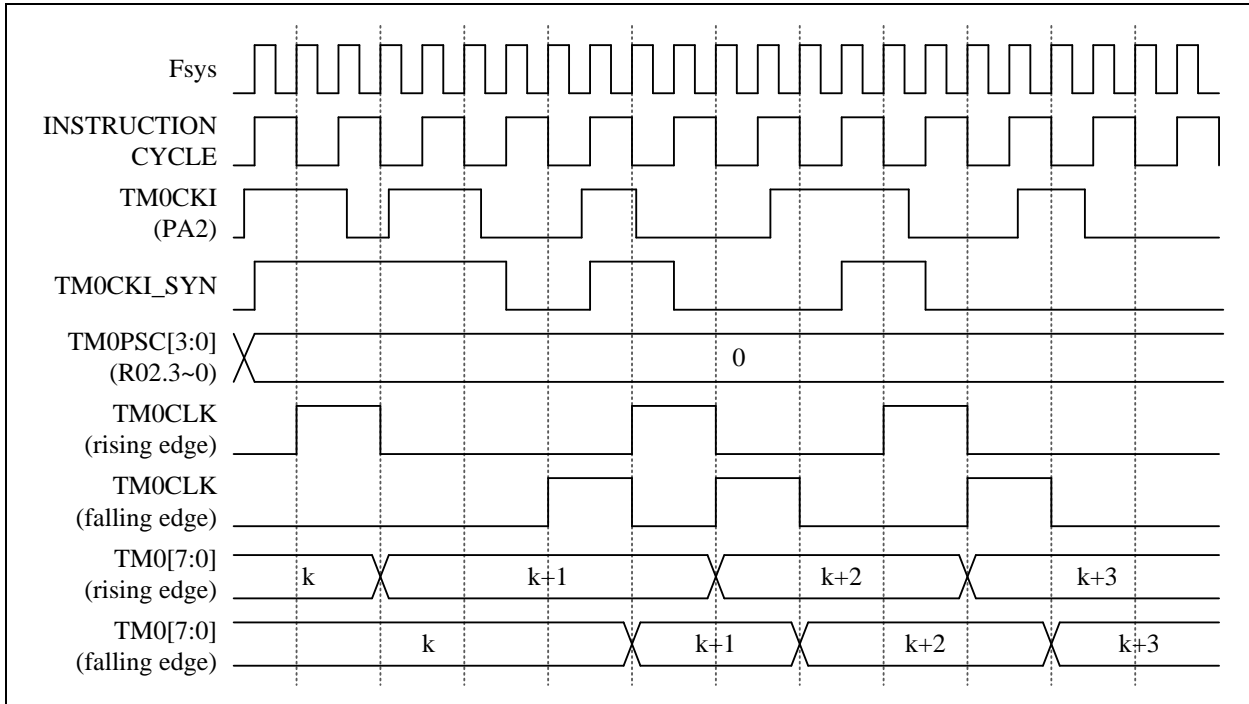 Fsys
INSTRUCTION
CYCLE
TM0CKI
(PA2)
TM0CKI_SYN
TM0PSC[3:0]
(R02.3~0)
0
TM0CLK
(rising edge)
TM0CLK
(falling edge)
TM0[7:0]
(rising edge)
k
k+1
k+2
k+3
TM0[7:0]
(falling edge)
k
k+1
k+2
k+3